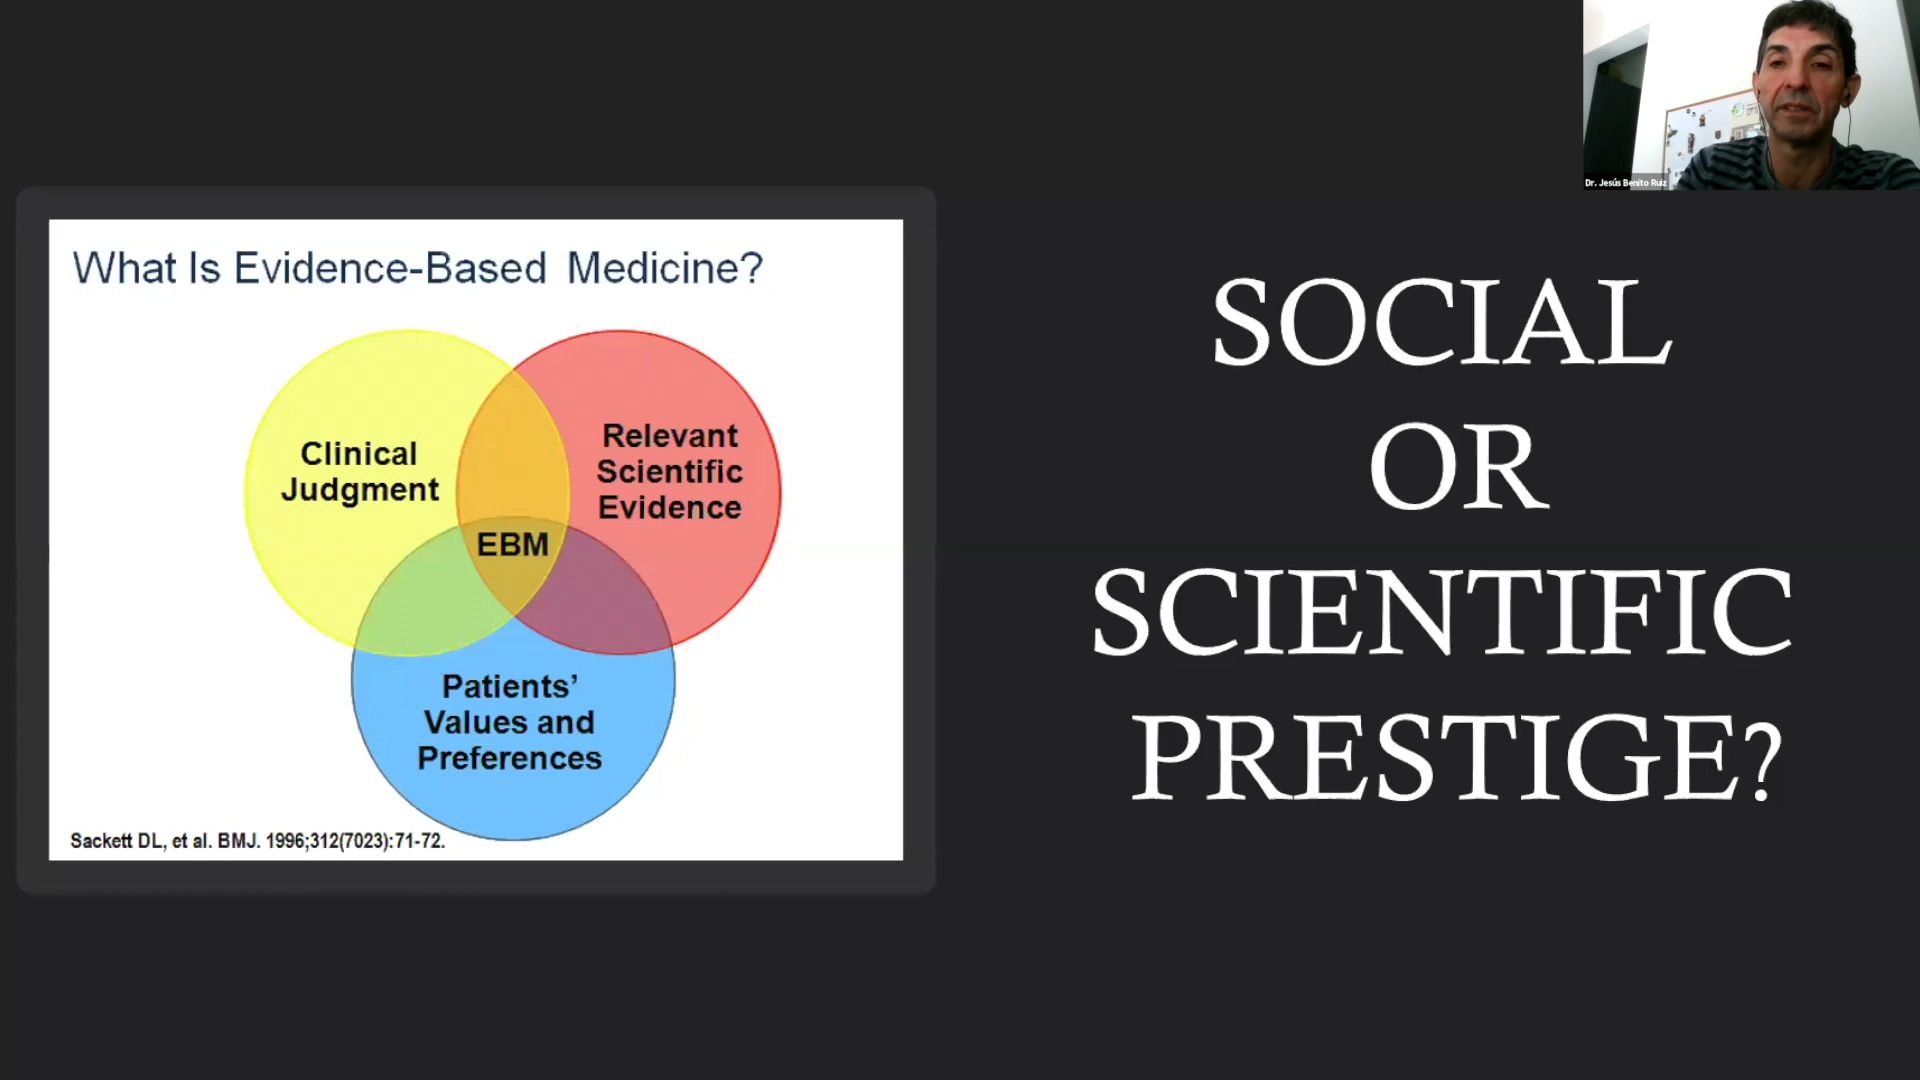 Dr. Jesús Benito Ruiz
What Is Evidence-Based Medicine?
Clinical
Judgment
Relevant
Scientific
Evidence
EBM
Patients’
Values and
Preferences
Sackett DL, et al. BMJ. 1996;312(7023):71-72.
SOCIAL
OR
SCIENTIFIC
PRESTIGE?